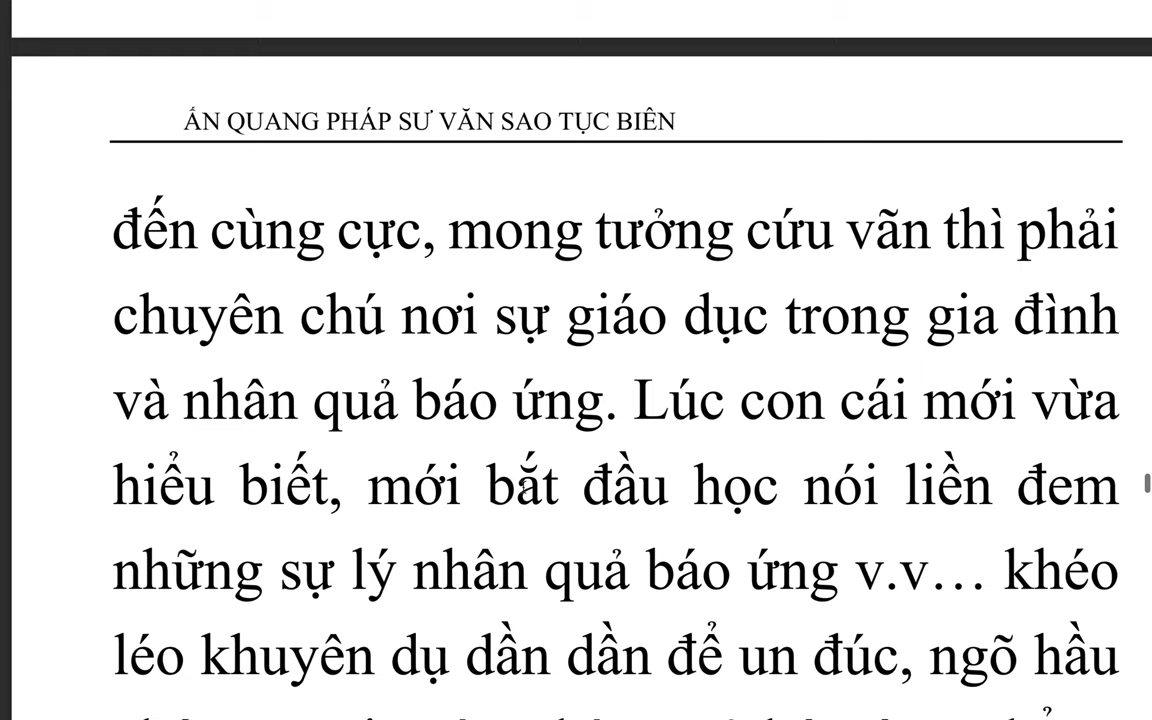 ẤN QUANG PHÁP SƯ VĂN SAO TỤC BIÊN
đến cùng cực, mong tưởng cứu vãn thì phải
chuyên chú nơi sự giáo dục trong gia đình
và nhân quả báo ứng. Lúc con cái mới vừa
hiểu biết, mới bắt đầu học nói liền đem
những sự lý nhân quả báo ứng v.v… khéo
léo khuyên dụ dần dần để un đúc, ngõ hầu